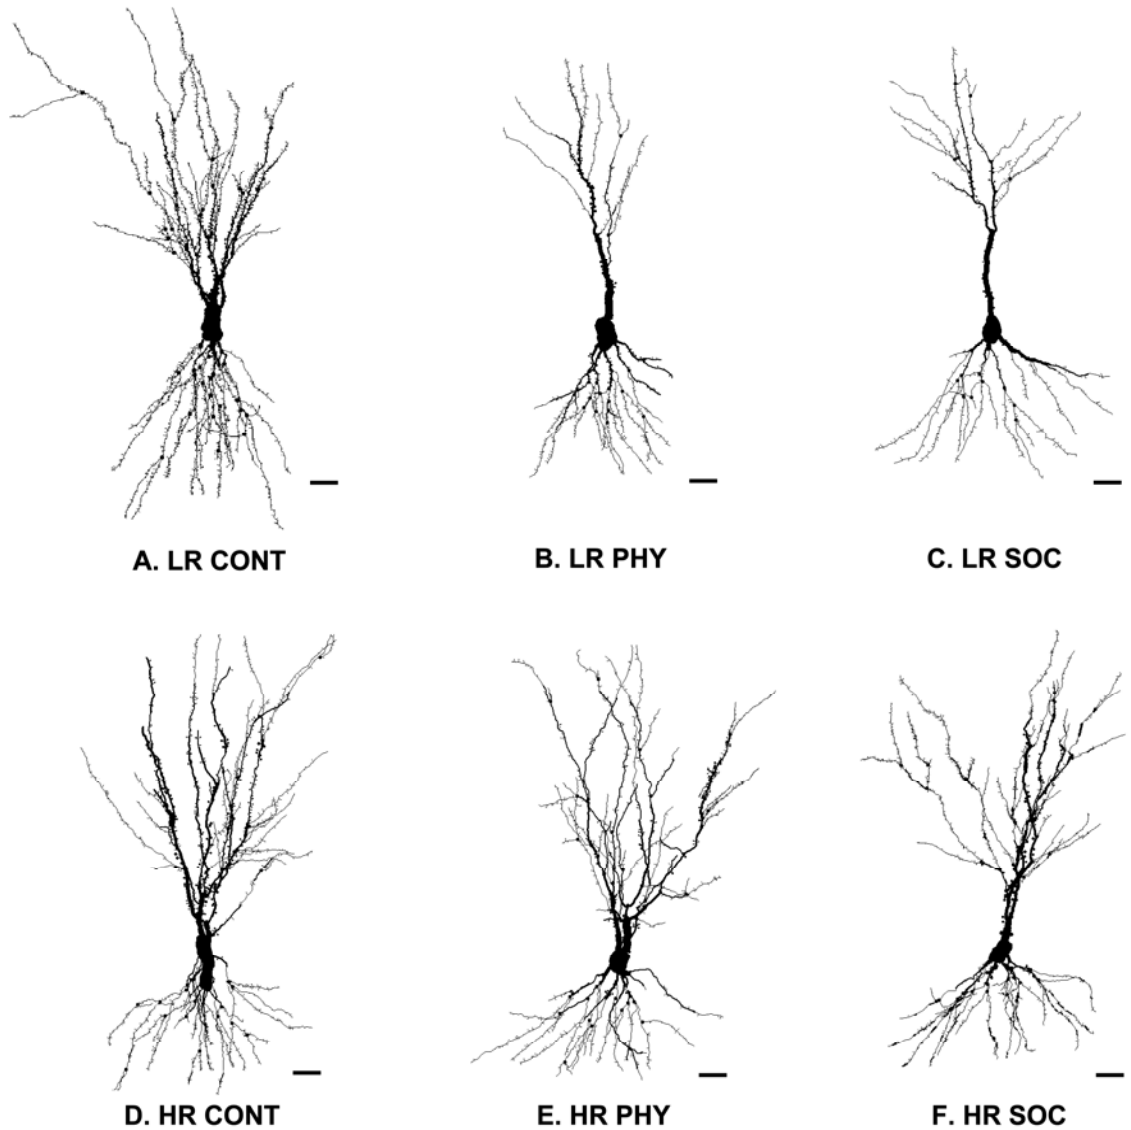 A. LR CONT
B. LR PHY
C. LR SOC
D. HR CONT
E. HR PHY
F. HR SOC